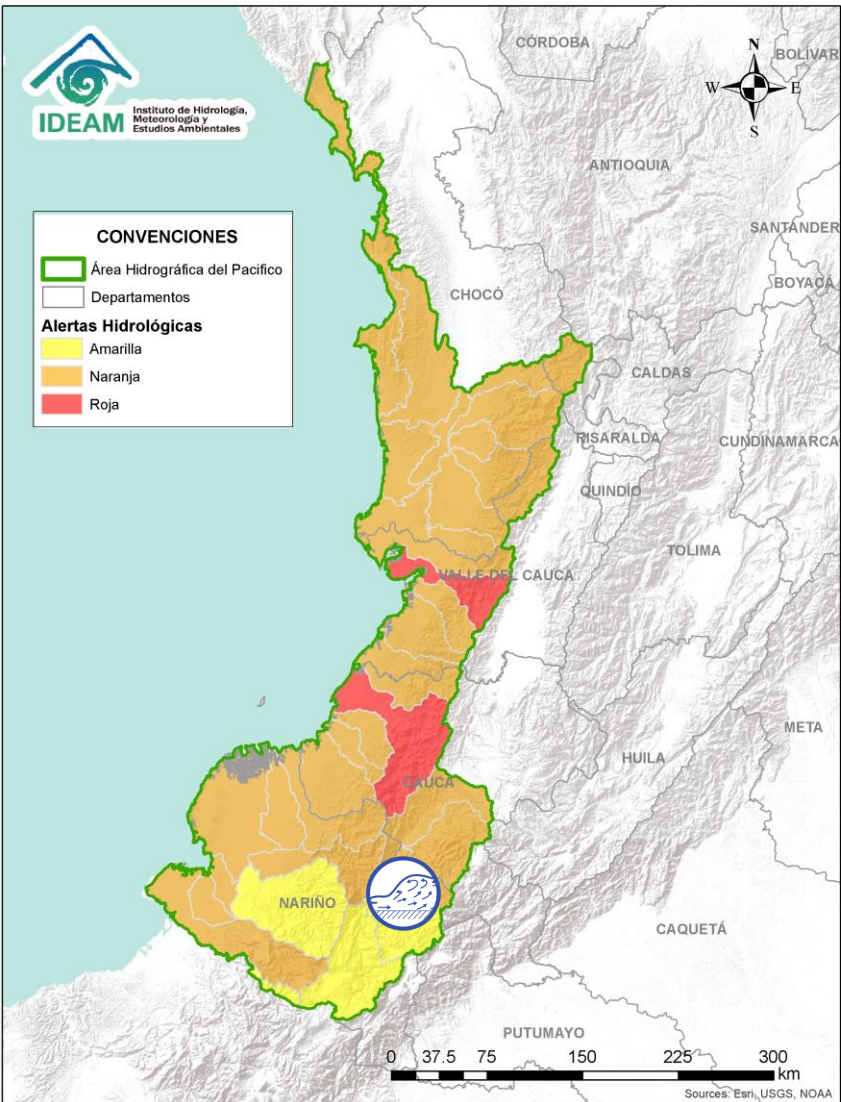 IDEAM
Instituto de Hidrología,
Meteorología y
Estudios Ambientales
CÓRDOBA
BOLIVAR
N
W
E
S
ANTIOQUIA
SANTANDER
CONVENCIONES
Área Hidrográfica del Pacifico
Departamentos
Alertas Hidrológicas
Amarilla
Naranja
Roja
BOYACÁ
CHOCÓ
CALDAS
RISARALDA
CUNDINAMARCA
QUINDÍO
TOLIMA
VALLE DEL CAUCA
META
HUILA
CAUCA
NARIÑO
CAQUETÁ
PUTUMAYO
0 37.5 75 150 225 300
km
Sources: Esri, USGS, NOAA